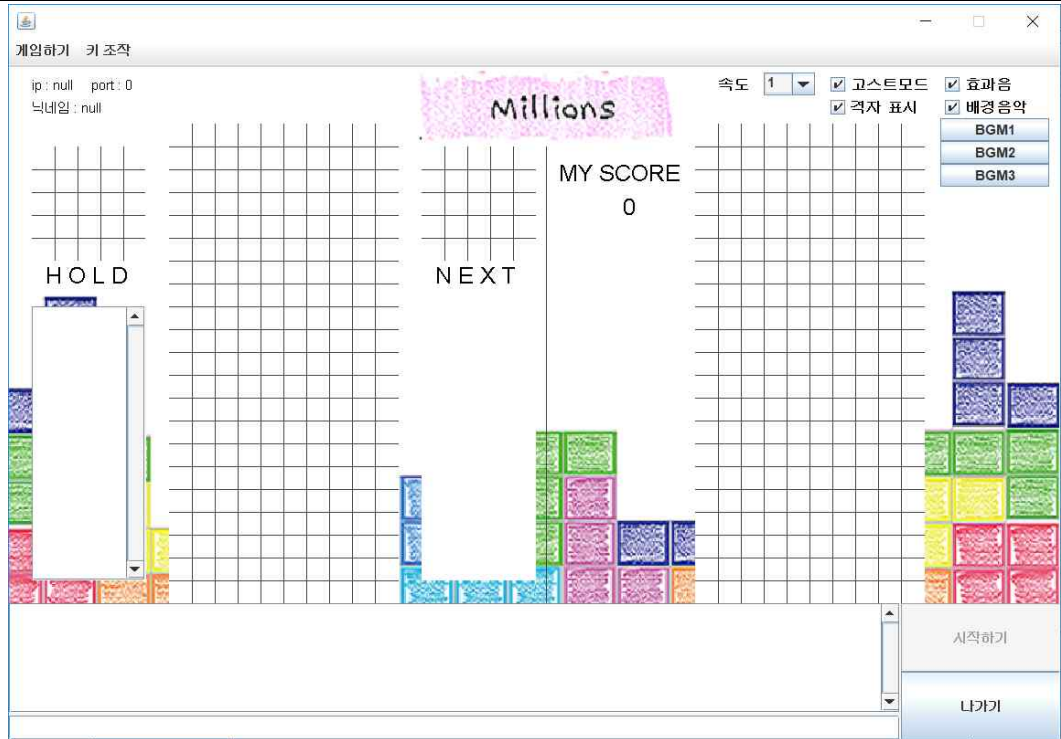 게임하기 키 조작
ip : null port : 0
닉네임 : null
Millions
속도 1
고스트모드
효과음
격자 표시
배경음악
BGM1
BGM2
BGM3
MY SCORE
0
HOLD
NEXT
시작하기
나가기